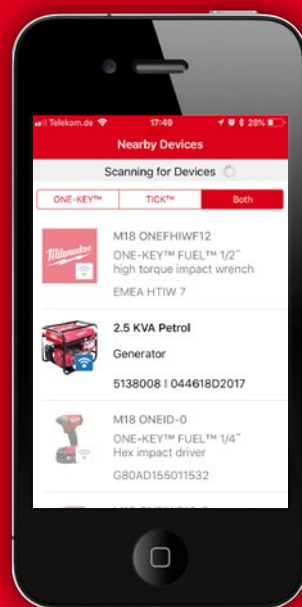 Telekom.de 17:49 28%
Nearby Devices
Scanning for Devices
ONE-KEY™ TICK™ Both
M18 ONEFHIWF12
Milwaukee
ONE-KEY™ FUEL™ 1/2"
high torque impact wrench
EMEA HTIW 7
2.5 KVA Petrol
Generator
5138008 | 044618D2017
M18 ONEID-0
ONE-KEY™ FUEL™ 1/4"
Hex impact driver
G80AD155011532